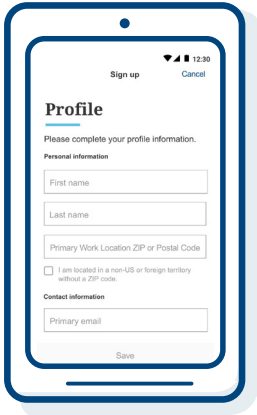 12:30
Sign up
Cancel
Profile
Please complete your profile information.
Personal information
First name
Last name
Primary Work Location ZIP or Postal Code
I am located in a non-US or foreign territory
without a ZIP code.
Contact information
Primary email
Save